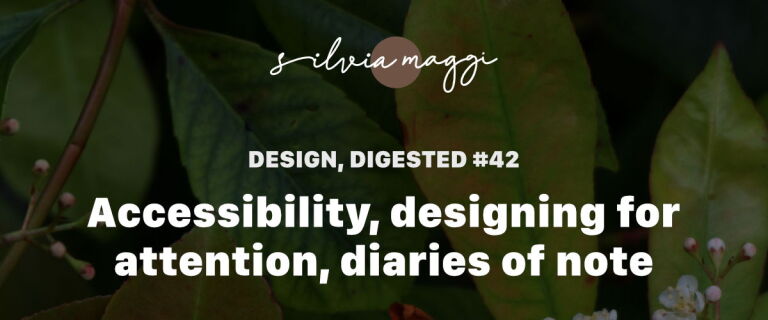 silvia maggi
DESIGN, DIGESTED #42
Accessibility, designing for
attention, diaries of note